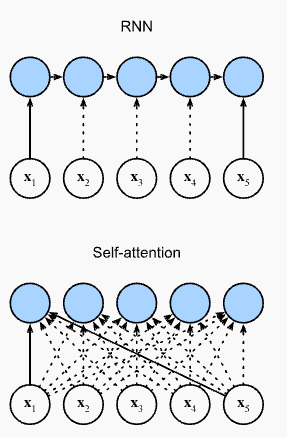 RNN
x1 x2 x3 x4 x5
Self-attention
x1 x2 x3 x4 x5